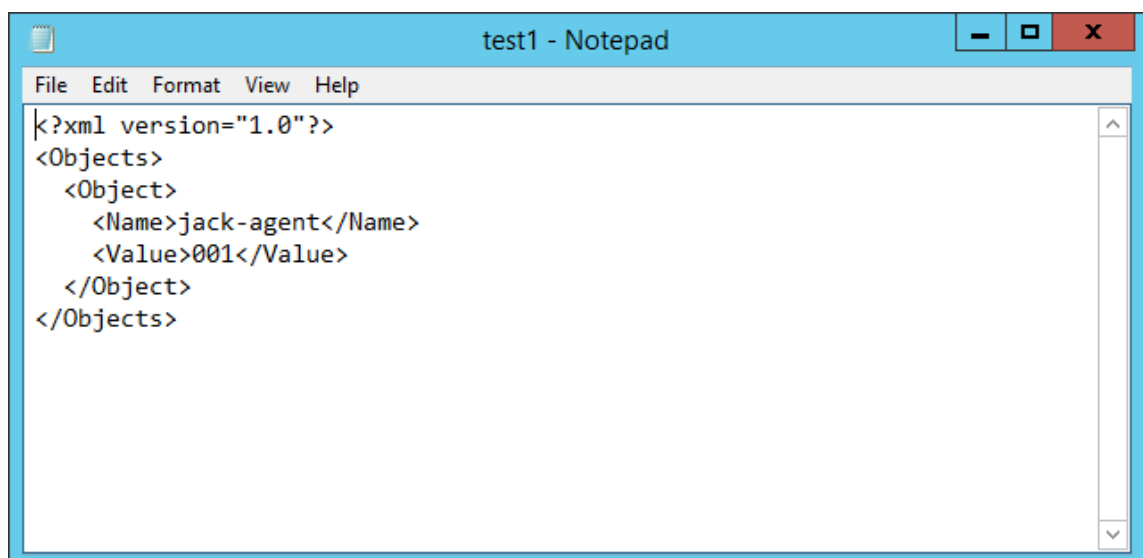 test1 - Notepad
File Edit Format View Help
<?xml version="1.0"?>
<Objects>
  <Object>
    <Name>jack-agent</Name>
    <Value>001</Value>
  </Object>
</Objects>